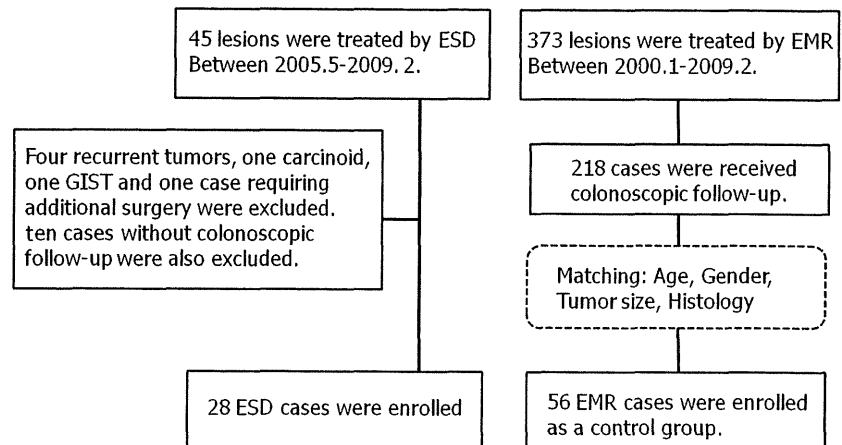 45 lesions were treated by ESD
Between 2005.5-2009. 2.
373 lesions were treated by EMR
Between 2000.1-2009.2.
Four recurrent tumors, one carcinoid,
one GIST and one case requiring
additional surgery were excluded.
ten cases without colonoscopic
follow-up were also excluded.
218 cases were received
colonoscopic follow-up.
Matching: Age, Gender,
Tumor size, Histology
28 ESD cases were enrolled
56 EMR cases were enrolled
as a control group.